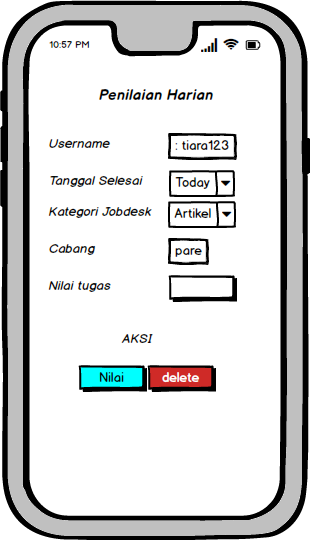 10:57 PM
Penilaian Harian
Username : tiara123
Tanggal Selesai Today
Kategori Jobdesk Artikel
Cabang pare
Nilai tugas
AKSI
Nilai delete